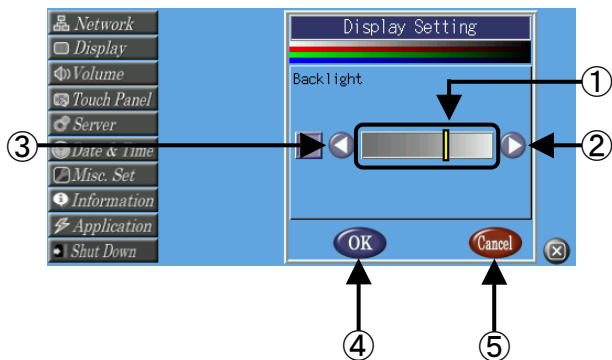 Network
Display
Volume
Touch Panel
Server
Date & Time
Misc. Set
Information
Application
Shut Down
Display Setting
Backlight
①
③
②
OK
Cancel
④
⑤